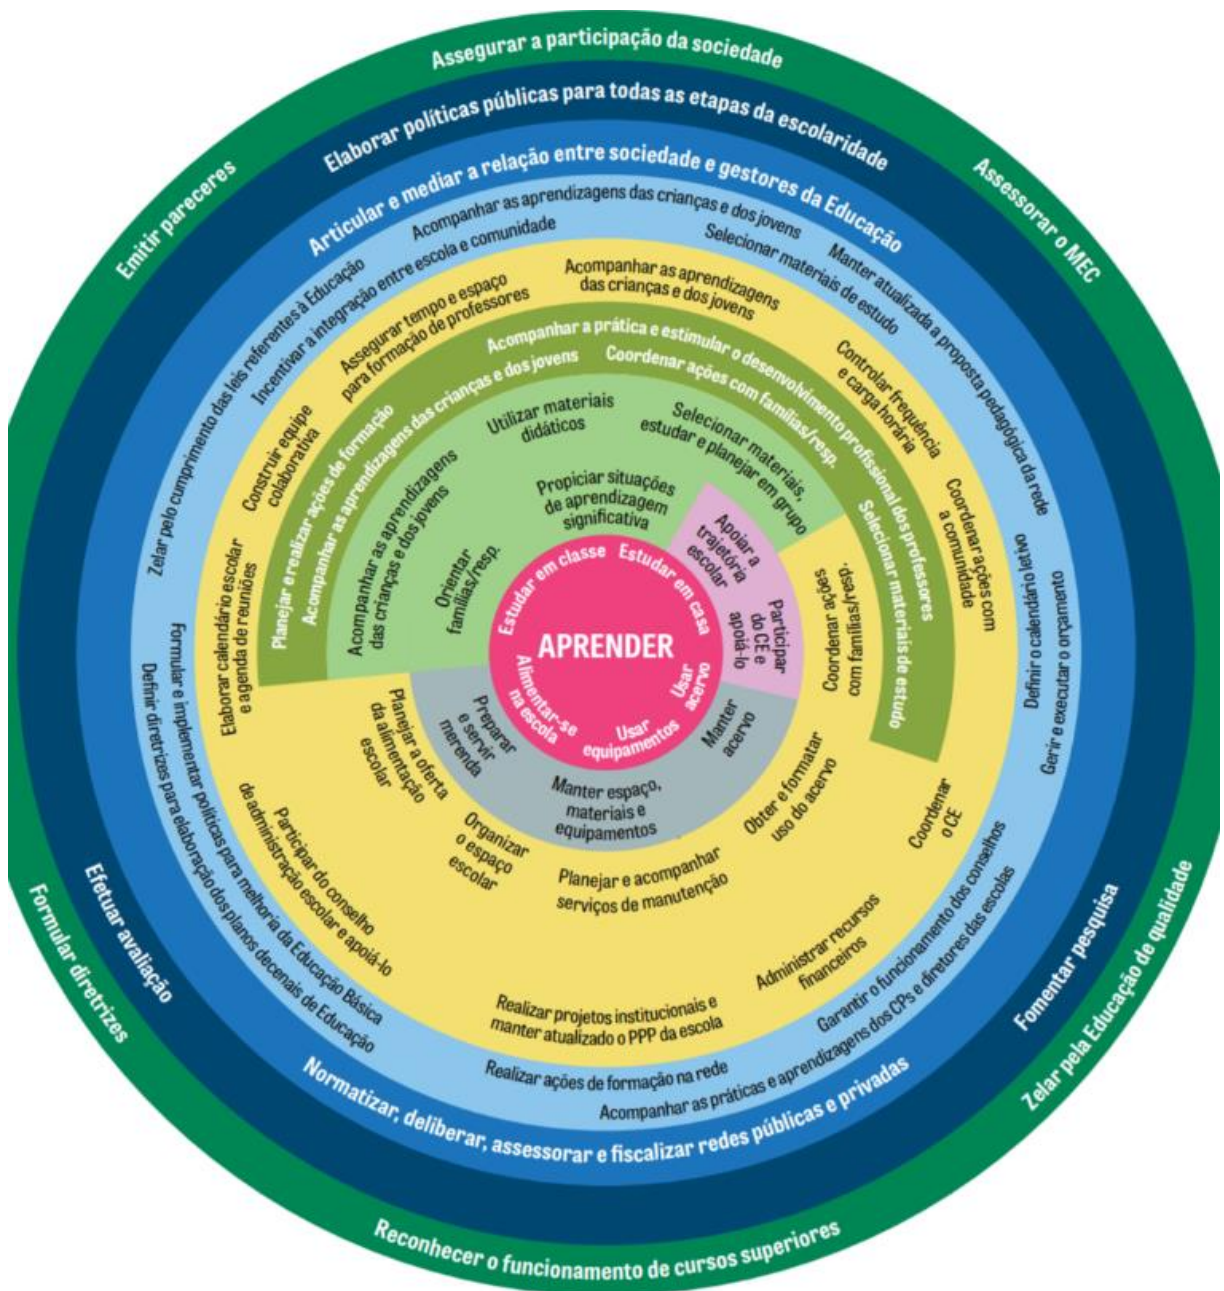 Assegurar a participação da sociedade
Emitir pareceres
Assessorar o MEC
Formular diretrizes
Zelar pela Educação de qualidade
Reconhecer o funcionamento de cursos superiores
Elaborar políticas públicas para todas as etapas da escolaridade
Efetuar avaliação
Fomentar pesquisa
Articular e mediar a relação entre sociedade e gestores da Educação
Normatizar, deliberar, assessorar e fiscalizar redes públicas e privadas
Zelar pelo cumprimento das leis referentes à Educação
Incentivar a integração entre escola e comunidade
Acompanhar as aprendizagens das crianças e dos jovens
Selecionar materiais de estudo
Manter atualizada a proposta pedagógica da rede
Definir o calendário letivo
Gerir e executar o orçamento
Garantir o funcionamento dos conselhos
Acompanhar as práticas e aprendizagens dos CPs e diretores das escolas
Realizar ações de formação na rede
Formular e implementar políticas para melhoria da Educação Básica
Definir diretrizes para elaboração dos planos decenais de Educação
Elaborar calendário escolar
e agenda de reuniões
Construir equipe
colaborativa
Assegurar tempo e espaço
para formação de professores
Acompanhar as aprendizagens
das crianças e dos jovens
Controlar frequência
e carga horária
Coordenar ações com
a comunidade
Coordenar
o CE
Administrar recursos
financeiros
Realizar projetos institucionais e
manter atualizado o PPP da escola
Participar do conselho
de administração escolar e apoiá-lo
Planejar a oferta
da alimentação
escolar
Organizar
o espaço
escolar
Planejar e acompanhar
serviços de manutenção
Obter e formatar
uso do acervo
Coordenar ações
com famílias/resp.
Planejar e realizar ações de formação
Acompanhar as aprendizagens das crianças e dos jovens
Acompanhar a prática e estimular o desenvolvimento profissional dos professores
Coordenar ações com famílias/resp.
Selecionar materiais de estudo
Acompanhar as aprendizagens
das crianças e dos jovens
Utilizar materiais
didáticos
Selecionar materiais,
estudar e planejar em grupo
Orientar
famílias/resp.
Propiciar situações
de aprendizagem
significativa
Apoiar a
trajetória
escolar
Participar
do CE e
apoiá-lo
Manter
acervo
Manter espaço,
materiais e
equipamentos
Preparar
e servir
merenda
Estudar em classe
Estudar em casa
APRENDER
Usar
acervo
Usar
equipamentos
Alimentar-se
na escola